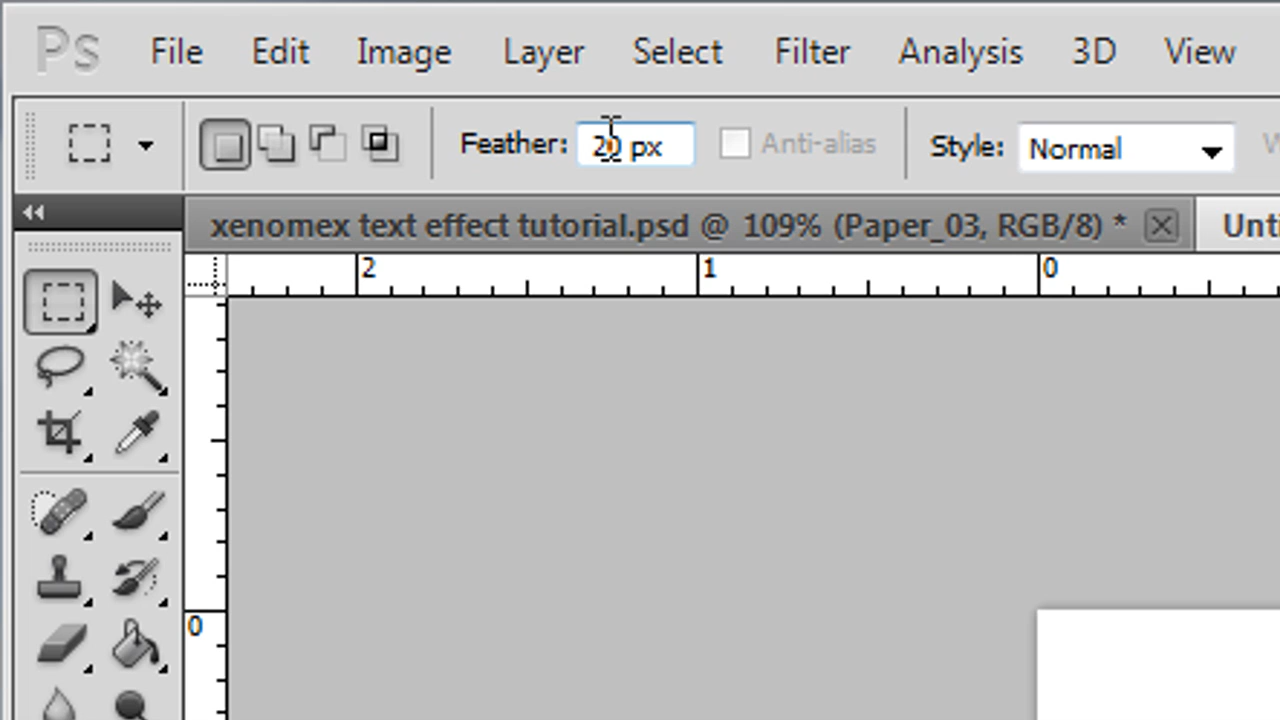 Ps File Edit Image Layer Select Filter Analysis 3D View
Feather: 20 px Anti-alias Style: Normal
xenomex text effect tutorial.psd @ 109% (Paper_03, RGB/8) * Unti
2 1 0
0